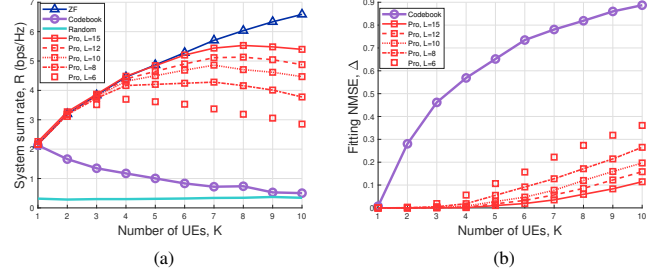 System sum rate, R (bps/Hz)
7
6
5
4
3
2
1
0
ZF
Codebook
Random
Pro, L=15
Pro, L=12
Pro, L=10
Pro, L=8
Pro, L=6
1 2 3 4 5 6 7 8 9 10
Number of UEs, K
(a)
Fitting NMSE, Δ
0.9
0.8
0.7
0.6
0.5
0.4
0.3
0.2
0.1
0
Codebook
Pro, L=15
Pro, L=12
Pro, L=10
Pro, L=8
Pro, L=6
1 2 3 4 5 6 7 8 9 10
Number of UEs, K
(b)